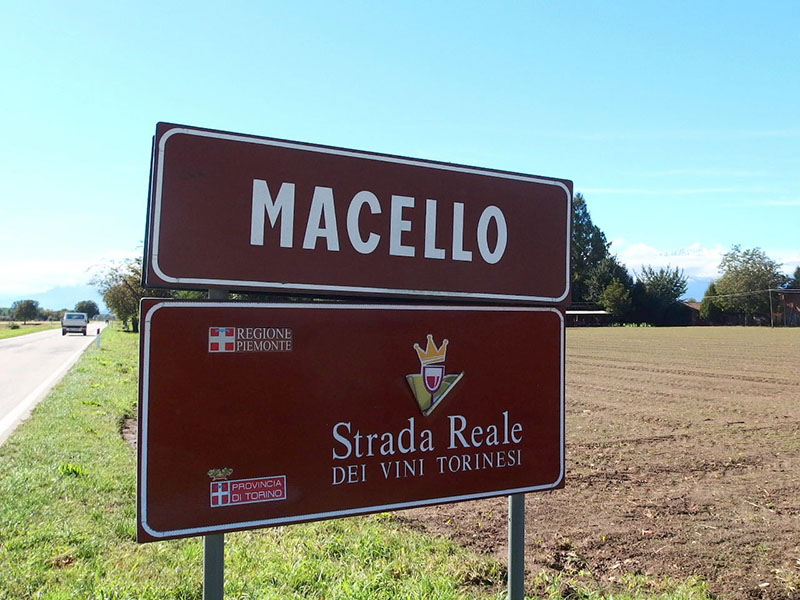 MACELLO
REGIONE
PIEMONTE
Strada Reale
DEI VINI TORINESI
PROVINCIA
DI TORINO